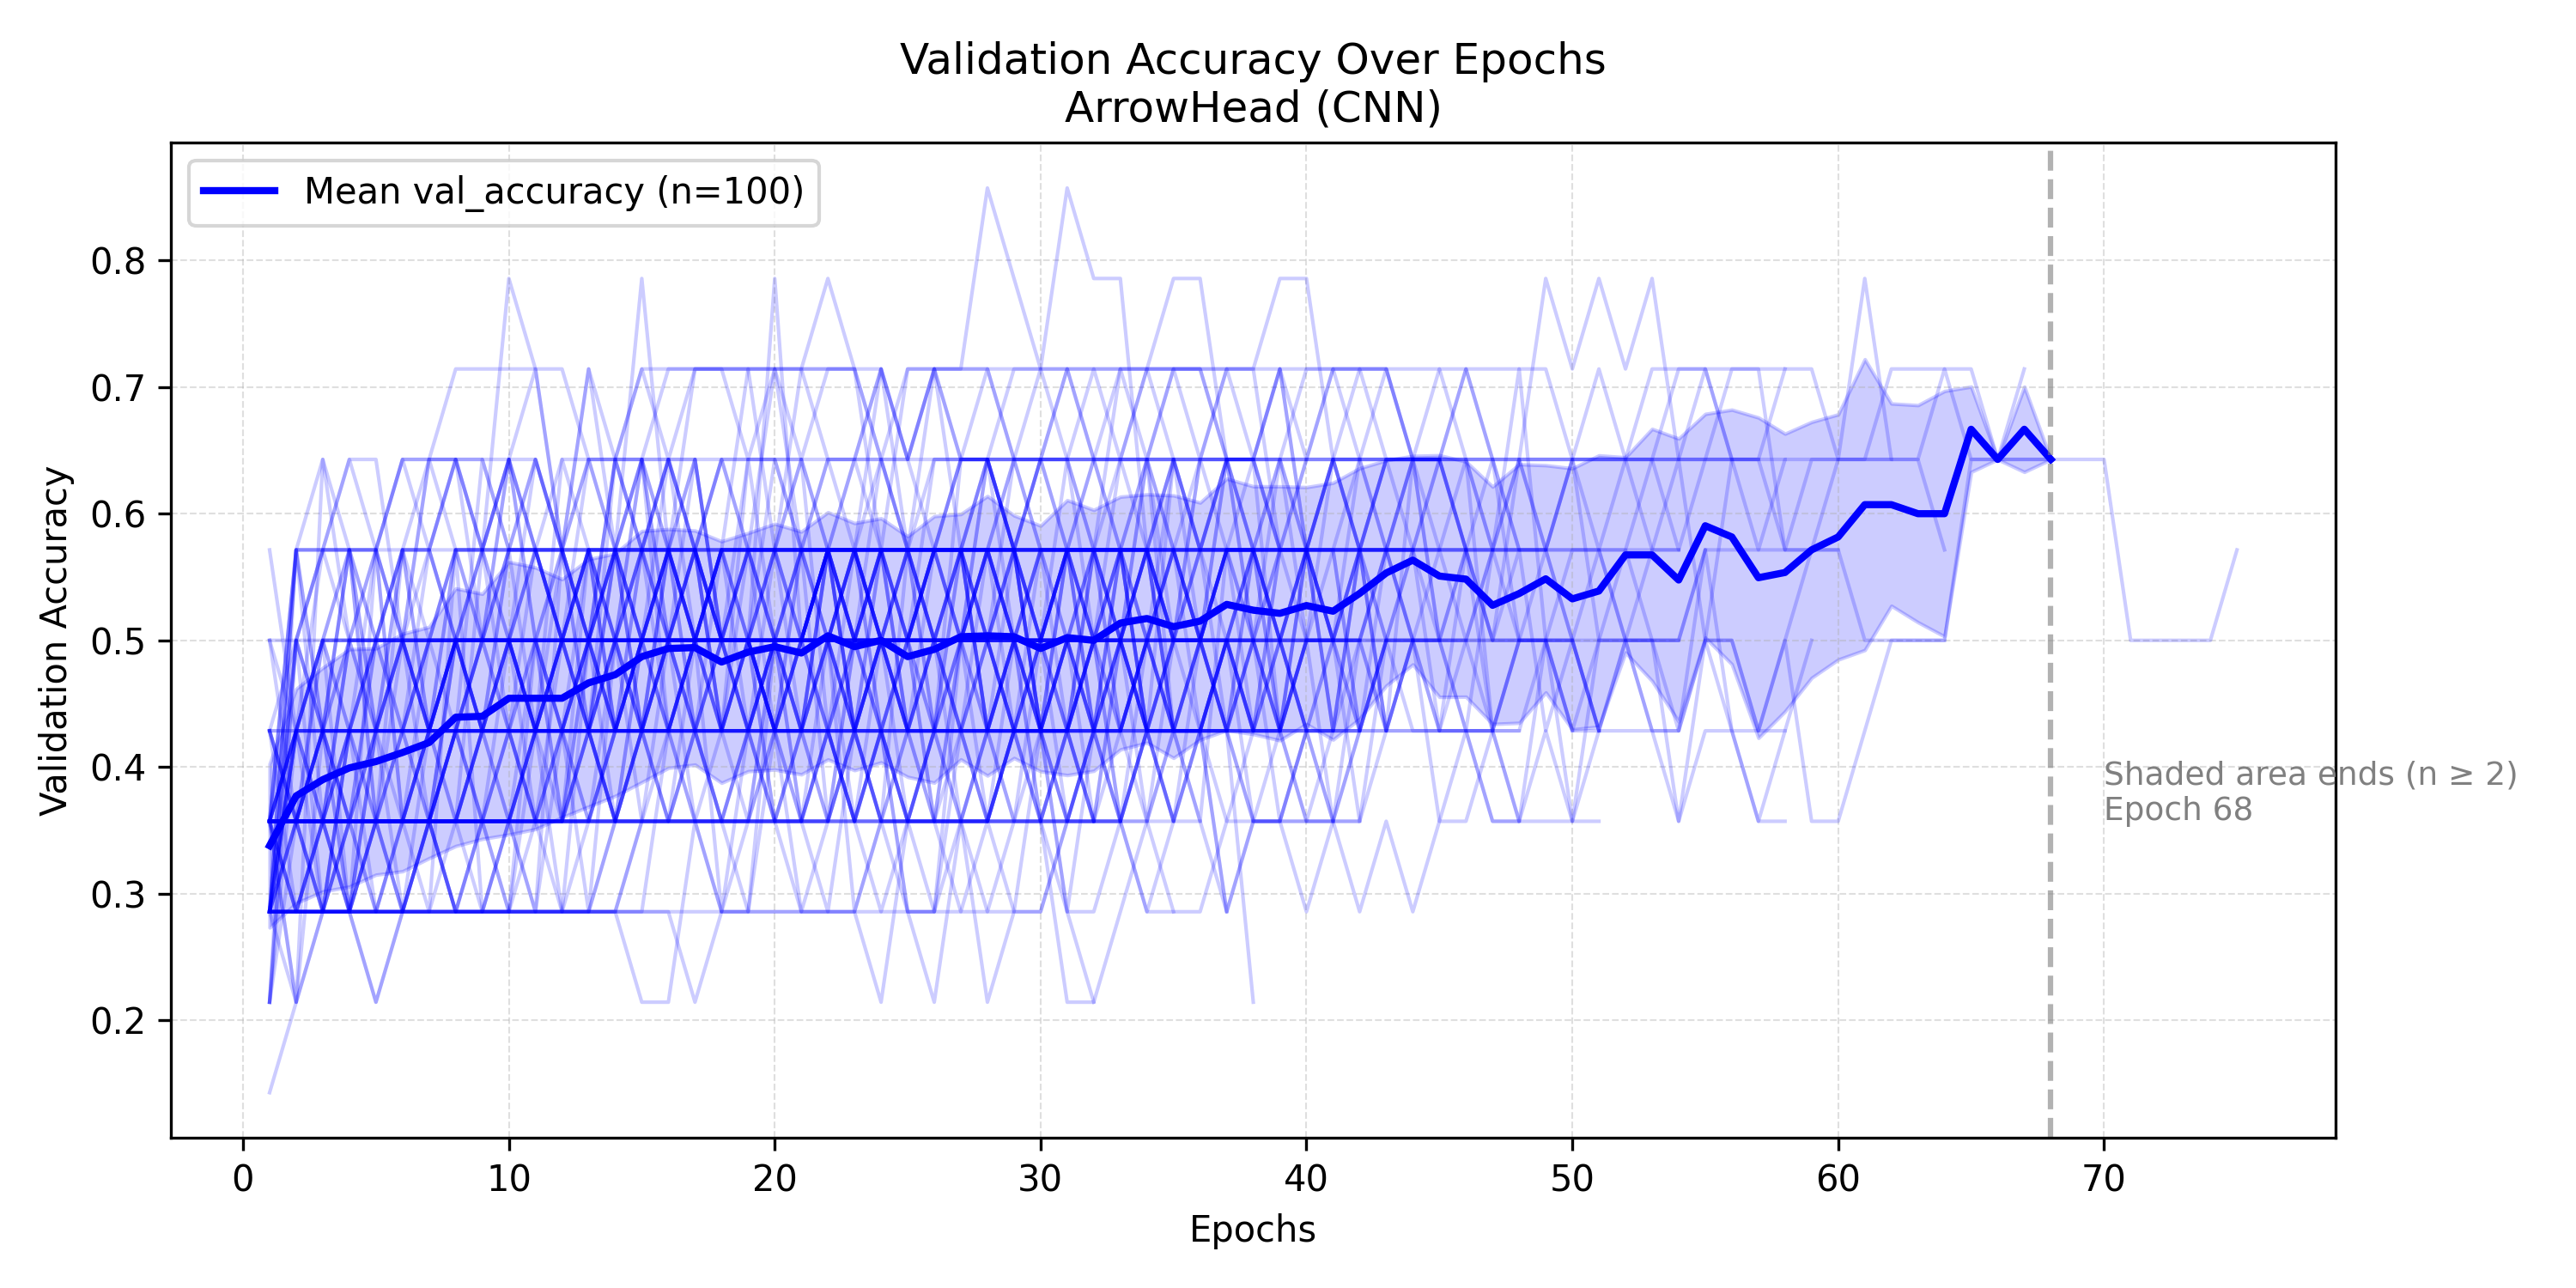 Validation Accuracy Over Epochs
ArrowHead (CNN)
Mean val_accuracy (n=100)
Validation Accuracy
0.8
0.7
0.6
0.5
0.4
0.3
0.2
Shaded area ends (n ≥ 2)
Epoch 68
0 10 20 30 40 50 60 70
Epochs